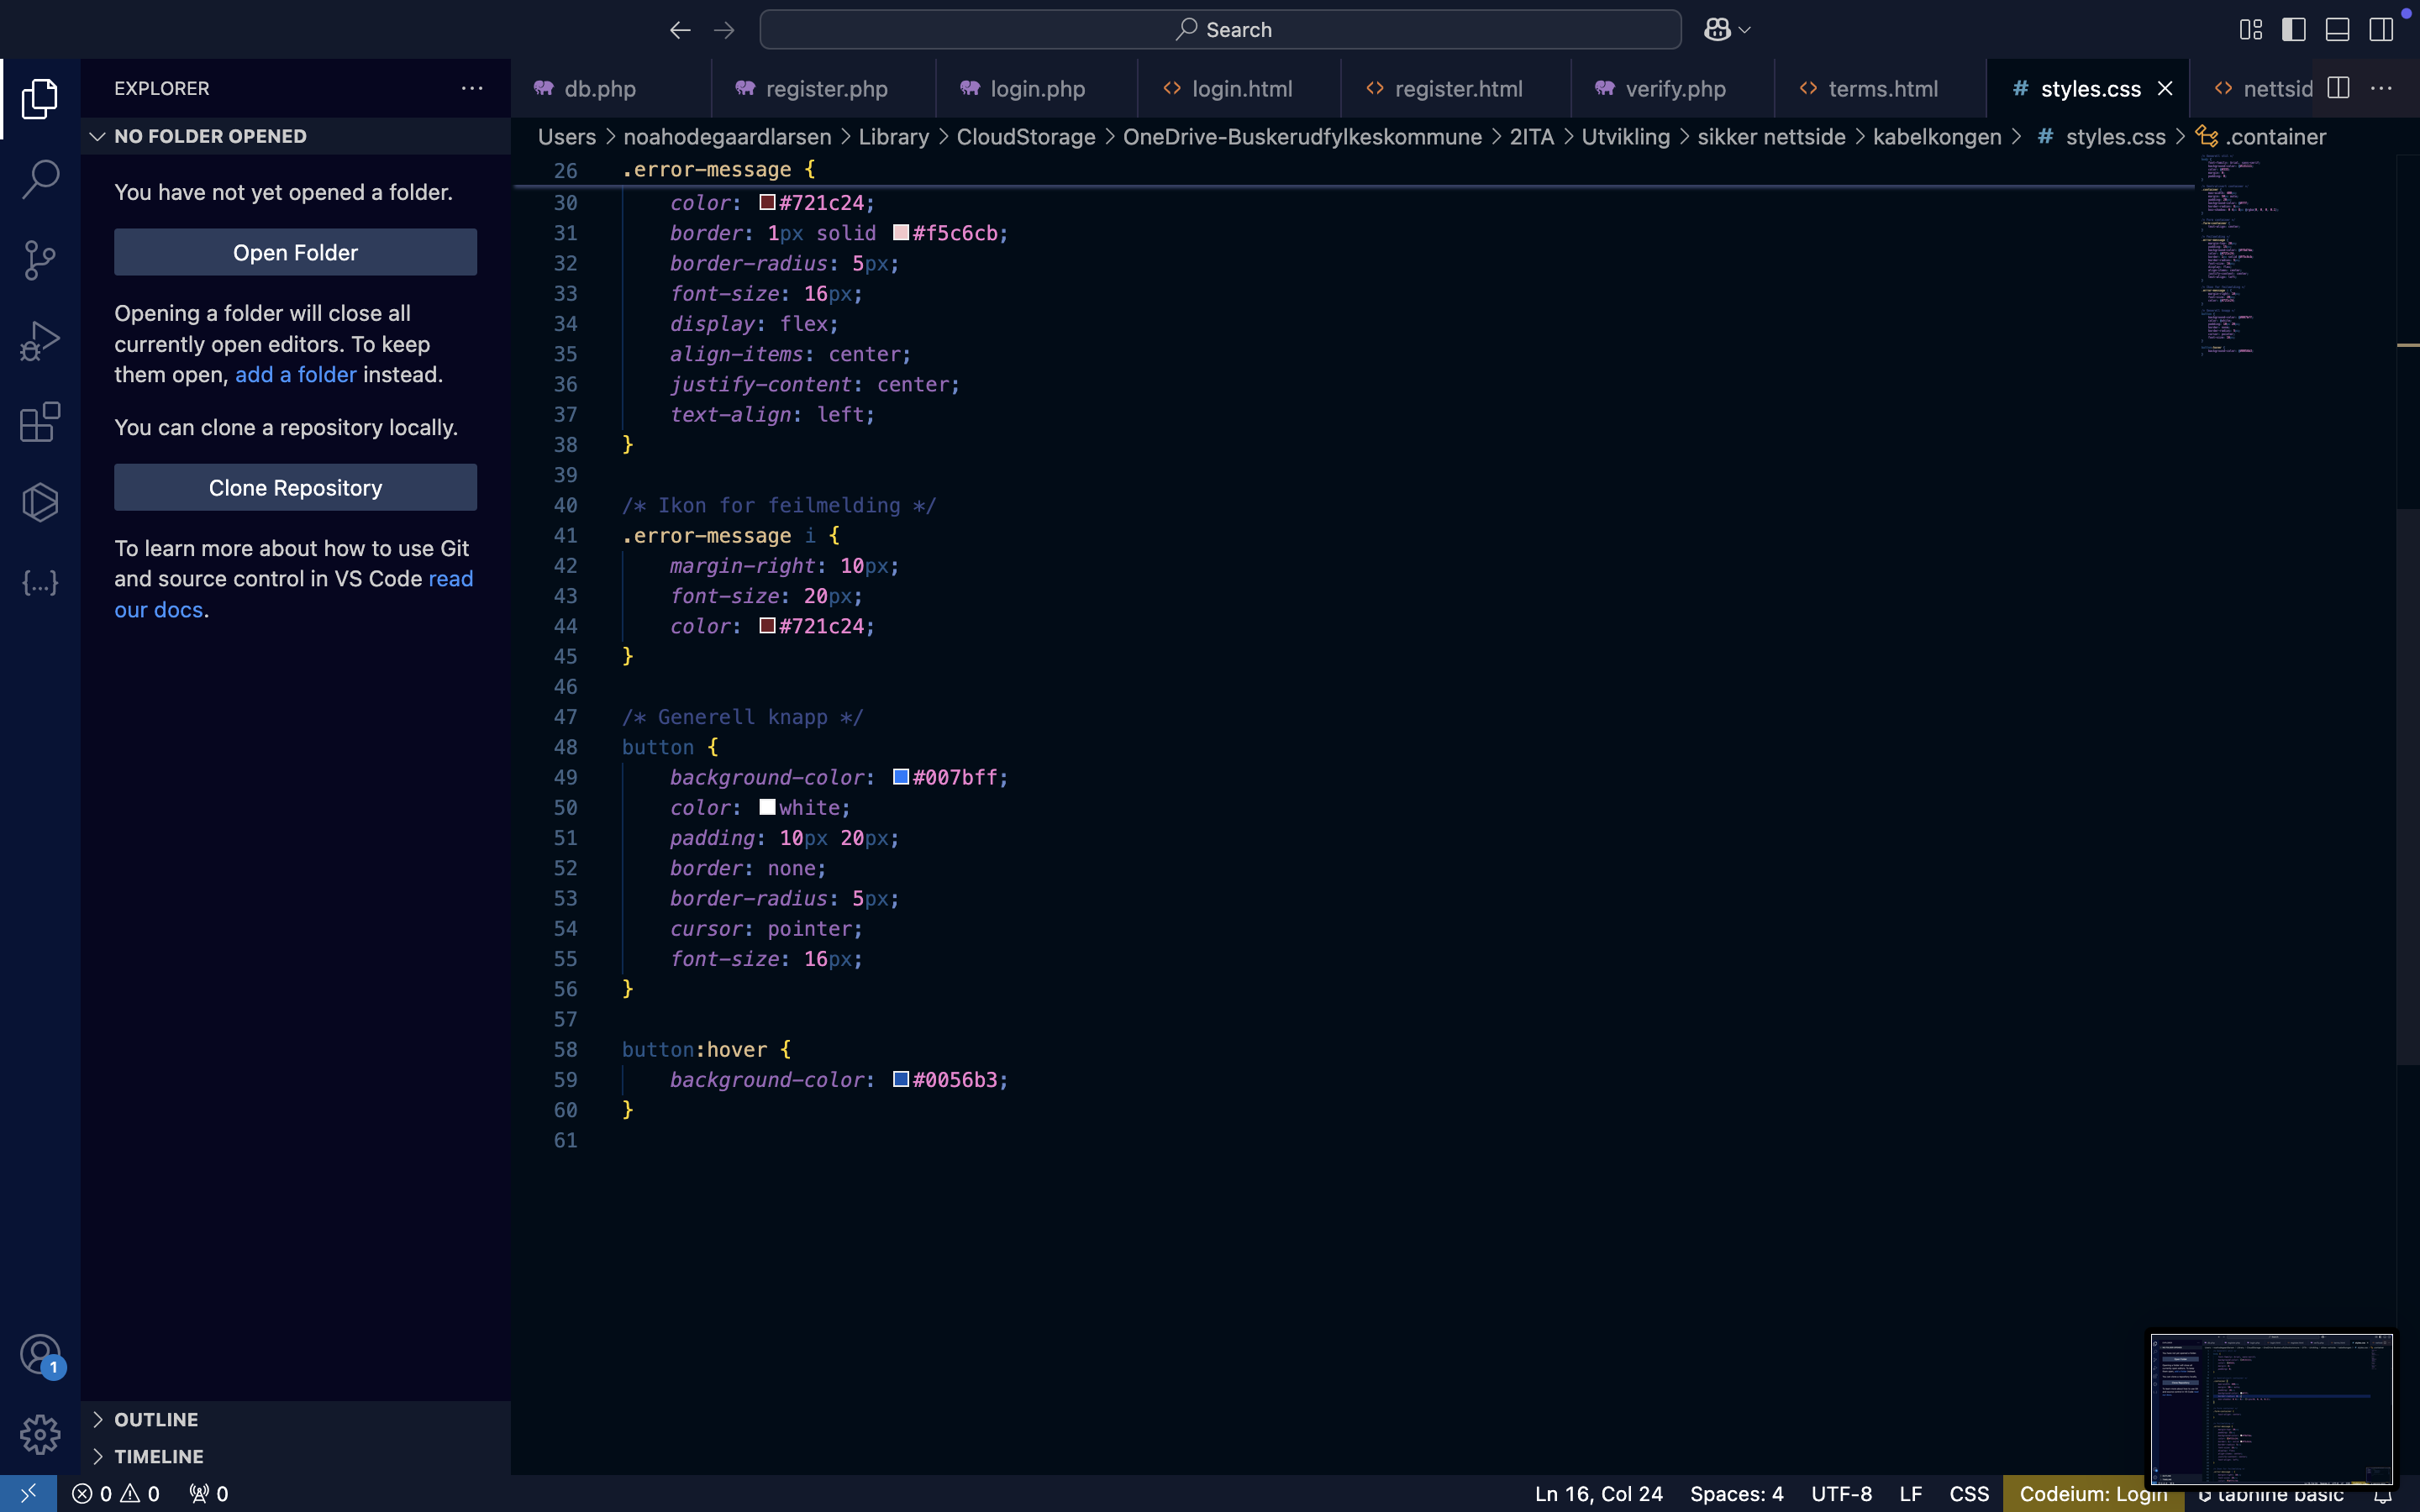 Search
EXPLORER
db.php
register.php
login.php
login.html
register.html
verify.php
terms.html
# styles.css
nettsid
NO FOLDER OPENED
Users > noahodegaardlarsen > Library > CloudStorage > OneDrive-Buskerudfylkeskommune > 2ITA > Utvikling > sikker nettside > kabelkongen > # styles.css > .container
You have not yet opened a folder.
Open Folder
Opening a folder will close all
currently open editors. To keep
them open, add a folder instead.
You can clone a repository locally.
Clone Repository
To learn more about how to use Git
and source control in VS Code read
our docs.
1
OUTLINE
TIMELINE
26 .error-message {
30 color: #721c24;
31 border: 1px solid #f5c6cb;
32 border-radius: 5px;
33 font-size: 16px;
34 display: flex;
35 align-items: center;
36 justify-content: center;
37 text-align: left;
38 }
39
40 /* Ikon for feilmelding */
41 .error-message i {
42 margin-right: 10px;
43 font-size: 20px;
44 color: #721c24;
45 }
46
47 /* Generell knapp */
48 button {
49 background-color: #007bff;
50 color: white;
51 padding: 10px 20px;
52 border: none;
53 border-radius: 5px;
54 cursor: pointer;
55 font-size: 16px;
56 }
57
58 button:hover {
59 background-color: #0056b3;
60 }
61
0 0 0
Ln 16, Col 24 Spaces: 4 UTF-8 LF CSS Codeium: Login tabnine basic